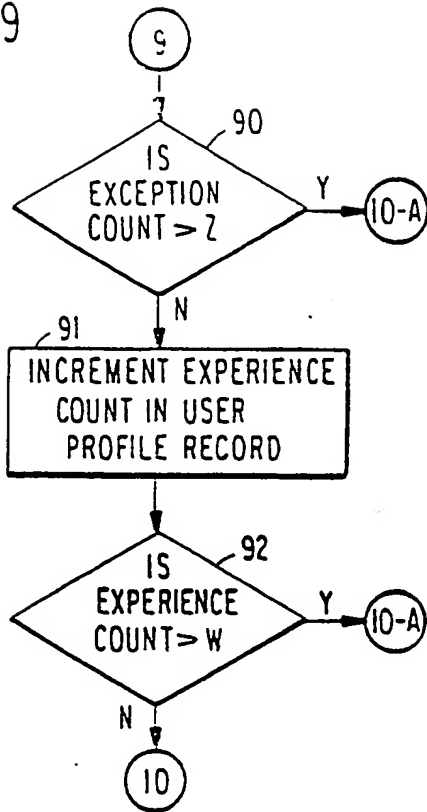 9
9
90
IS
EXCEPTION
COUNT > Z
Y
10-A
N
91
INCREMENT EXPERIENCE
COUNT IN USER
PROFILE RECORD
92
IS
EXPERIENCE
COUNT > W
Y
10-A
N
10